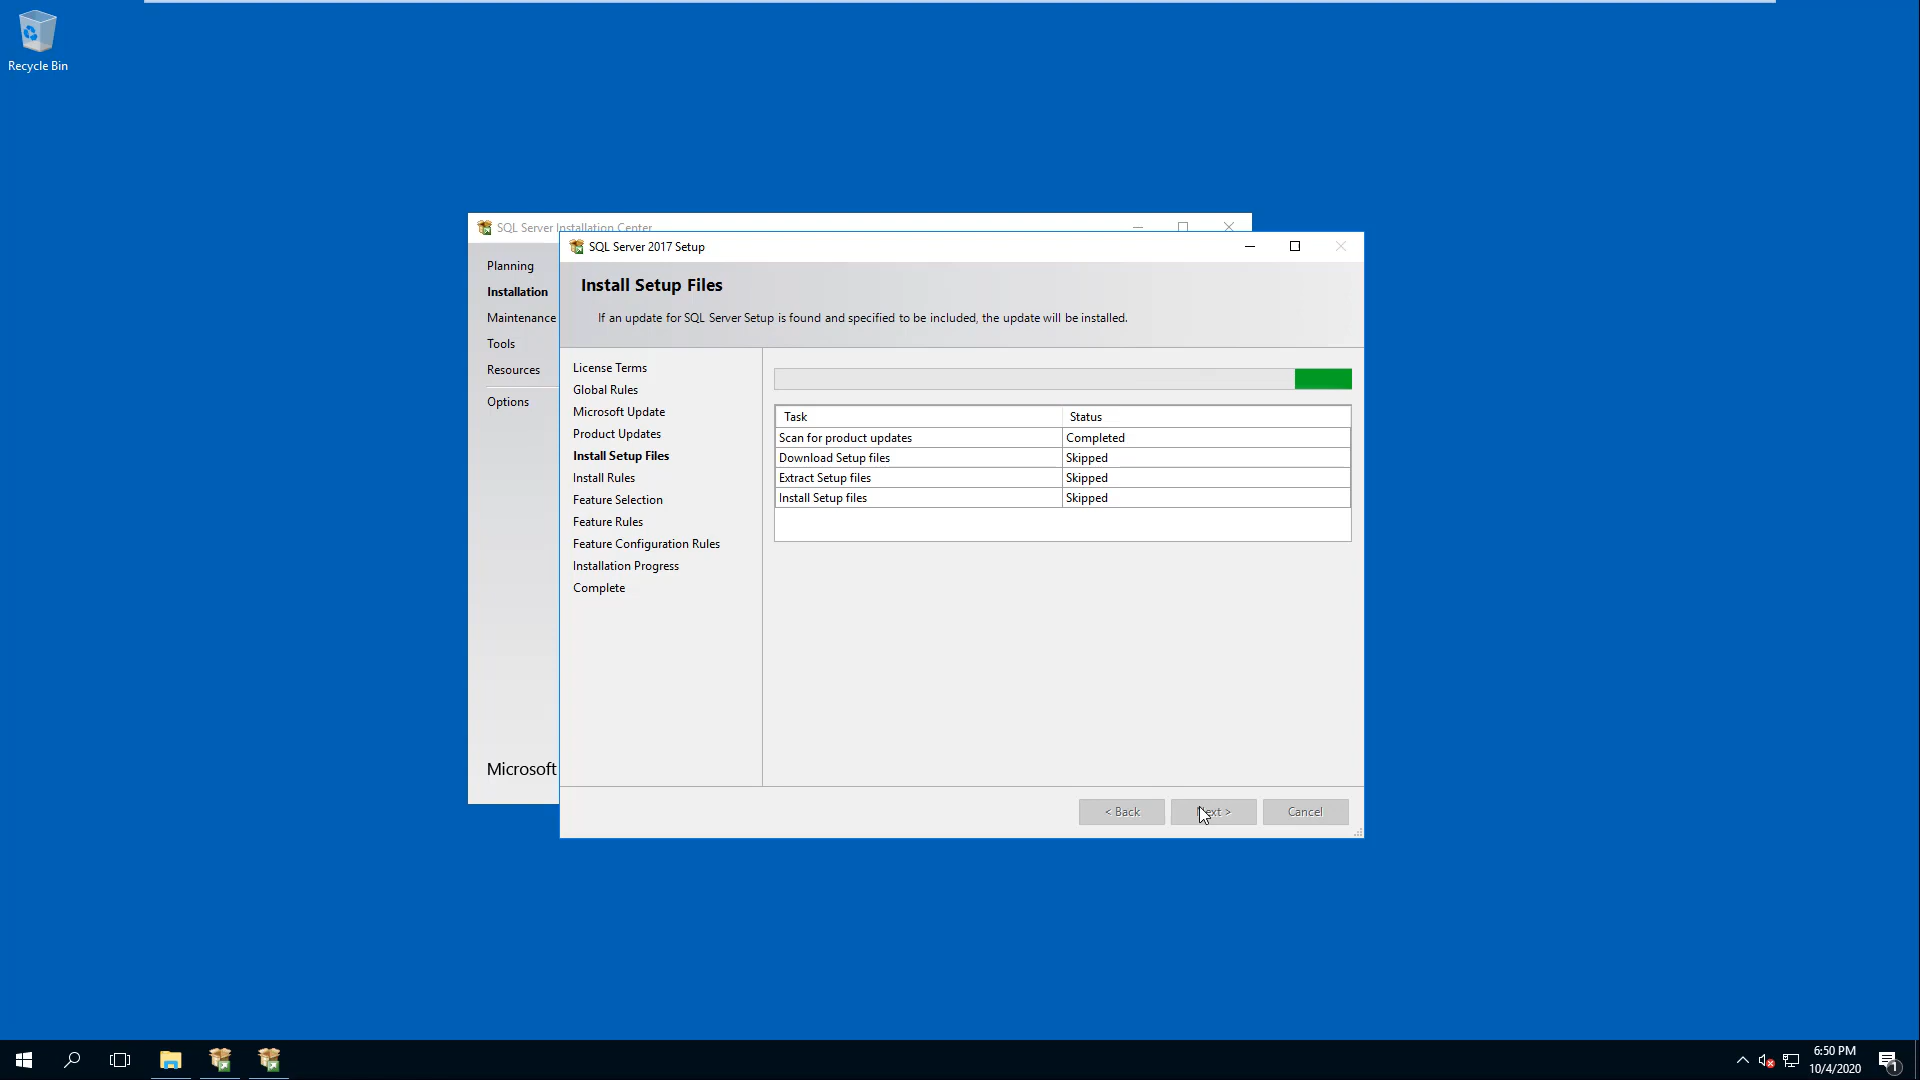 Recycle Bin
SQL Server Installation Center
Planning
Installation
Maintenance
Tools
Resources
Options
Microsoft
SQL Server 2017 Setup
Install Setup Files
If an update for SQL Server Setup is found and specified to be included, the update will be installed.
License Terms
Global Rules
Microsoft Update
Product Updates
Install Setup Files
Install Rules
Feature Selection
Feature Rules
Feature Configuration Rules
Installation Progress
Complete
Task Status
Scan for product updates Completed
Download Setup files Skipped
Extract Setup files Skipped
Install Setup files Skipped
< Back Next > Cancel
6:50 PM
10/4/2020
1